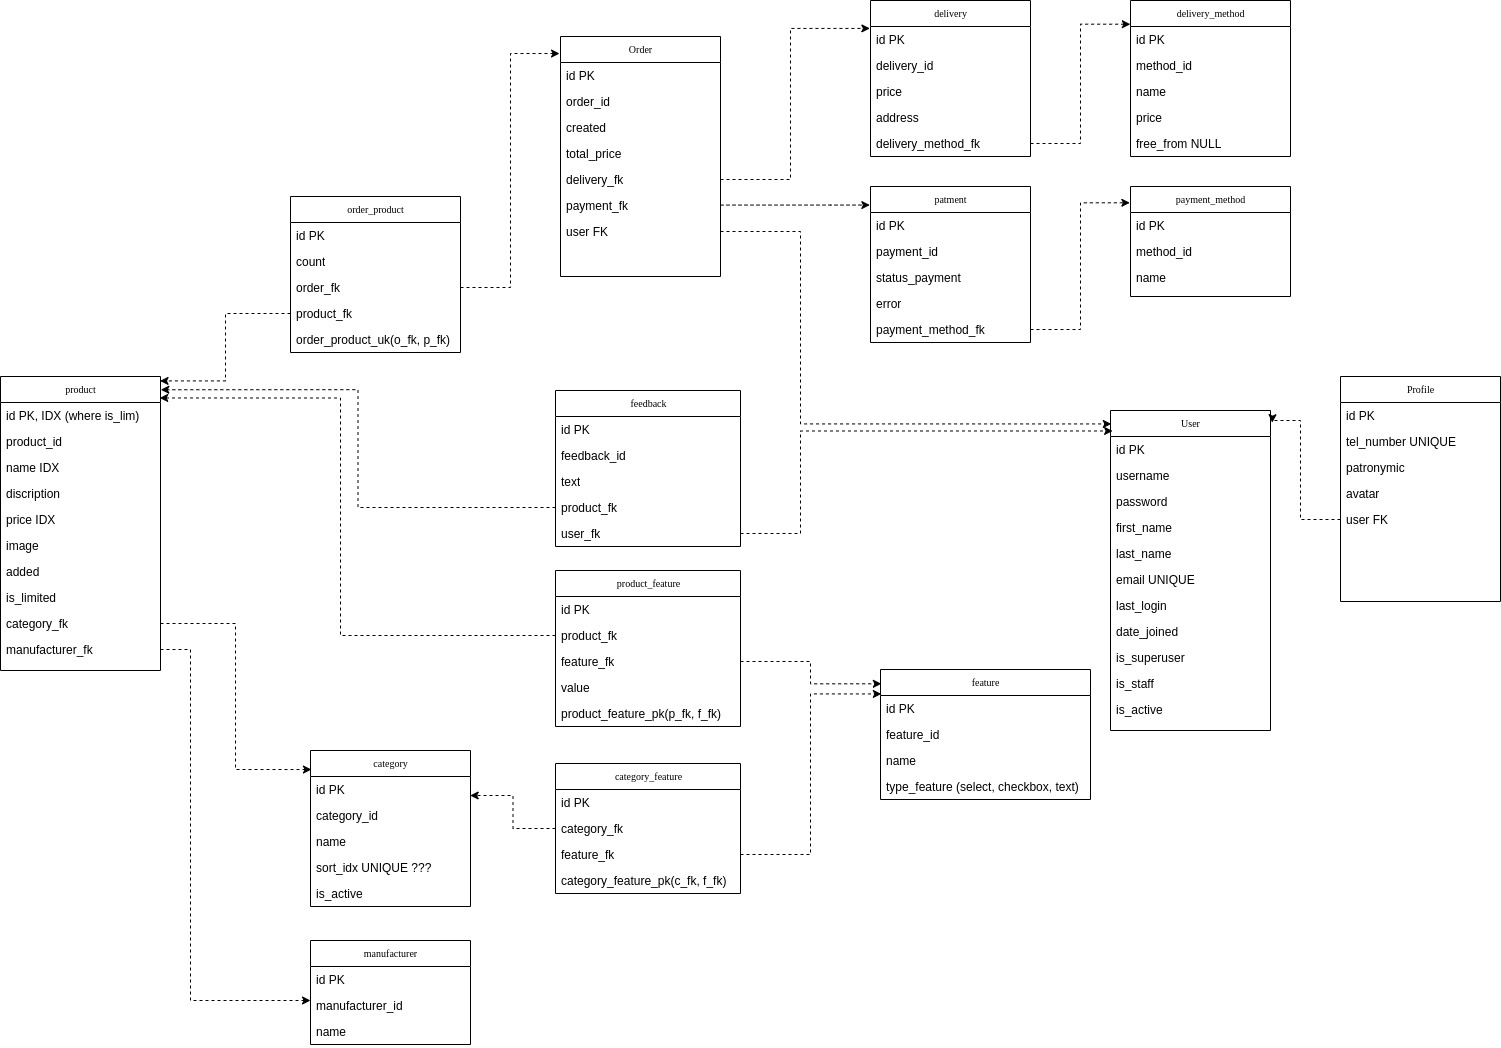 delivery
id PK
delivery_id
price
address
delivery_method_fk
delivery_method
id PK
method_id
name
price
free_from NULL
Order
id PK
order_id
created
total_price
delivery_fk
payment_fk
user FK
patment
id PK
payment_id
status_payment
error
payment_method_fk
payment_method
id PK
method_id
name
order_product
id PK
count
order_fk
product_fk
order_product_uk(o_fk, p_fk)
product
id PK, IDX (where is_lim)
product_id
name IDX
discription
price IDX
image
added
is_limited
category_fk
manufacturer_fk
feedback
id PK
feedback_id
text
product_fk
user_fk
User
id PK
username
password
first_name
last_name
email UNIQUE
last_login
date_joined
is_superuser
is_staff
is_active
Profile
id PK
tel_number UNIQUE
patronymic
avatar
user FK
product_feature
id PK
product_fk
feature_fk
value
product_feature_pk(p_fk, f_fk)
feature
id PK
feature_id
name
type_feature (select, checkbox, text)
category
id PK
category_id
name
sort_idx UNIQUE ???
is_active
category_feature
id PK
category_fk
feature_fk
category_feature_pk(c_fk, f_fk)
manufacturer
id PK
manufacturer_id
name